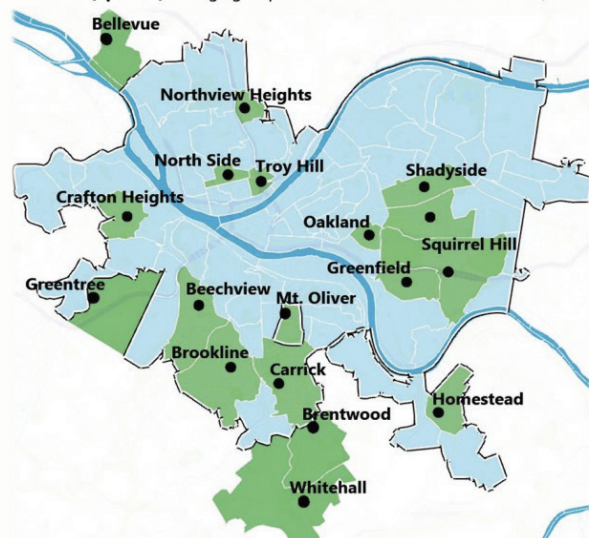 Bellevue
Northview Heights
North Side
Troy Hill
Shadyside
Crafton Heights
Oakland
Squirrel Hill
Greenfield
Greentree
Beechview
Mt. Oliver
Brookline
Carrick
Homestead
Brentwood
Whitehall